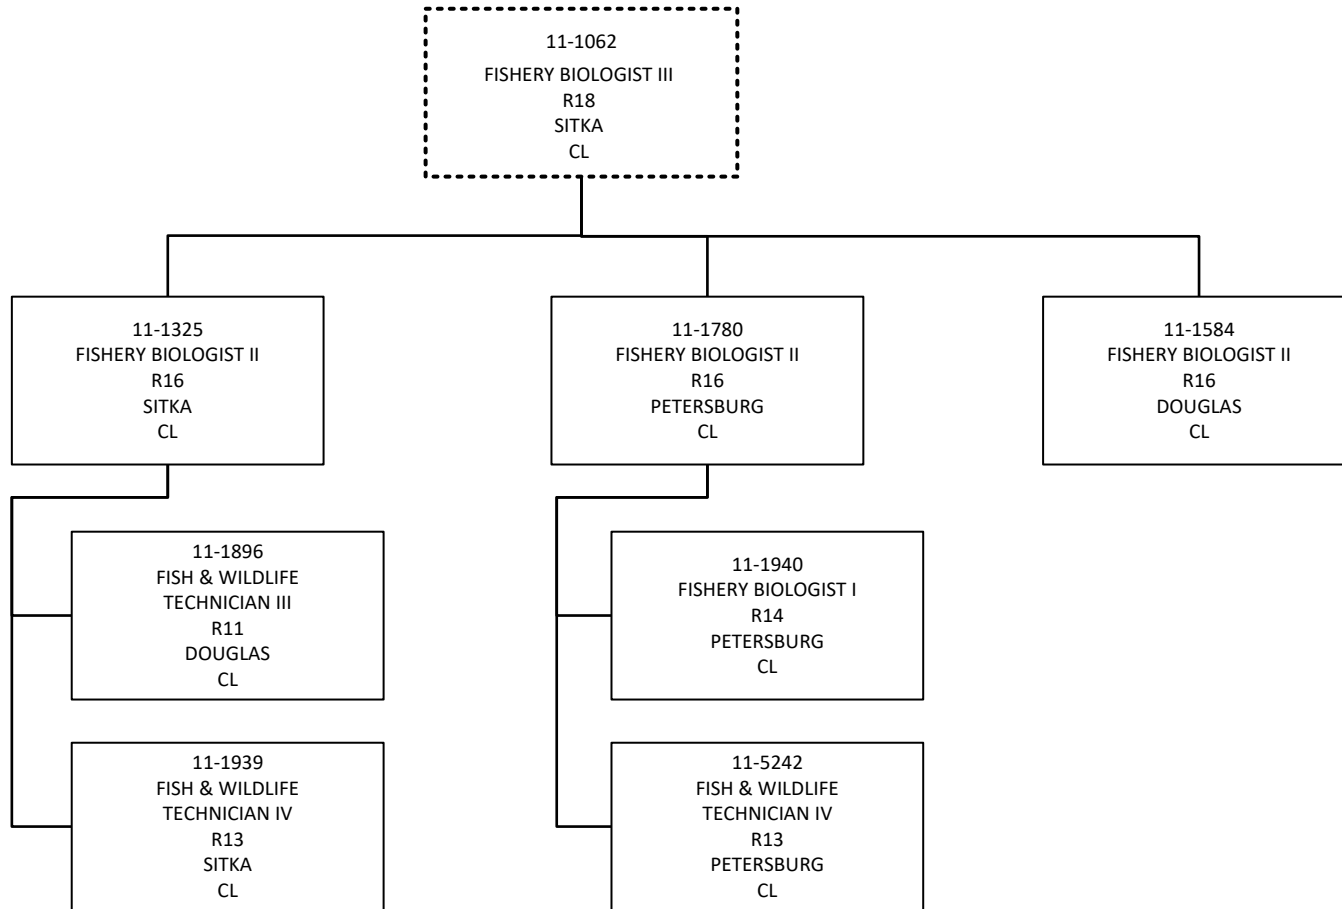 11-1062
FISHERY BIOLOGIST III
R18
SITKA
CL
11-1325
FISHERY BIOLOGIST II
R16
SITKA
CL
11-1780
FISHERY BIOLOGIST II
R16
PETERSBURG
CL
11-1584
FISHERY BIOLOGIST II
R16
DOUGLAS
CL
11-1896
FISH & WILDLIFE
TECHNICIAN III
R11
DOUGLAS
CL
11-1940
FISHERY BIOLOGIST I
R14
PETERSBURG
CL
11-1939
FISH & WILDLIFE
TECHNICIAN IV
R13
SITKA
CL
11-5242
FISH & WILDLIFE
TECHNICIAN IV
R13
PETERSBURG
CL